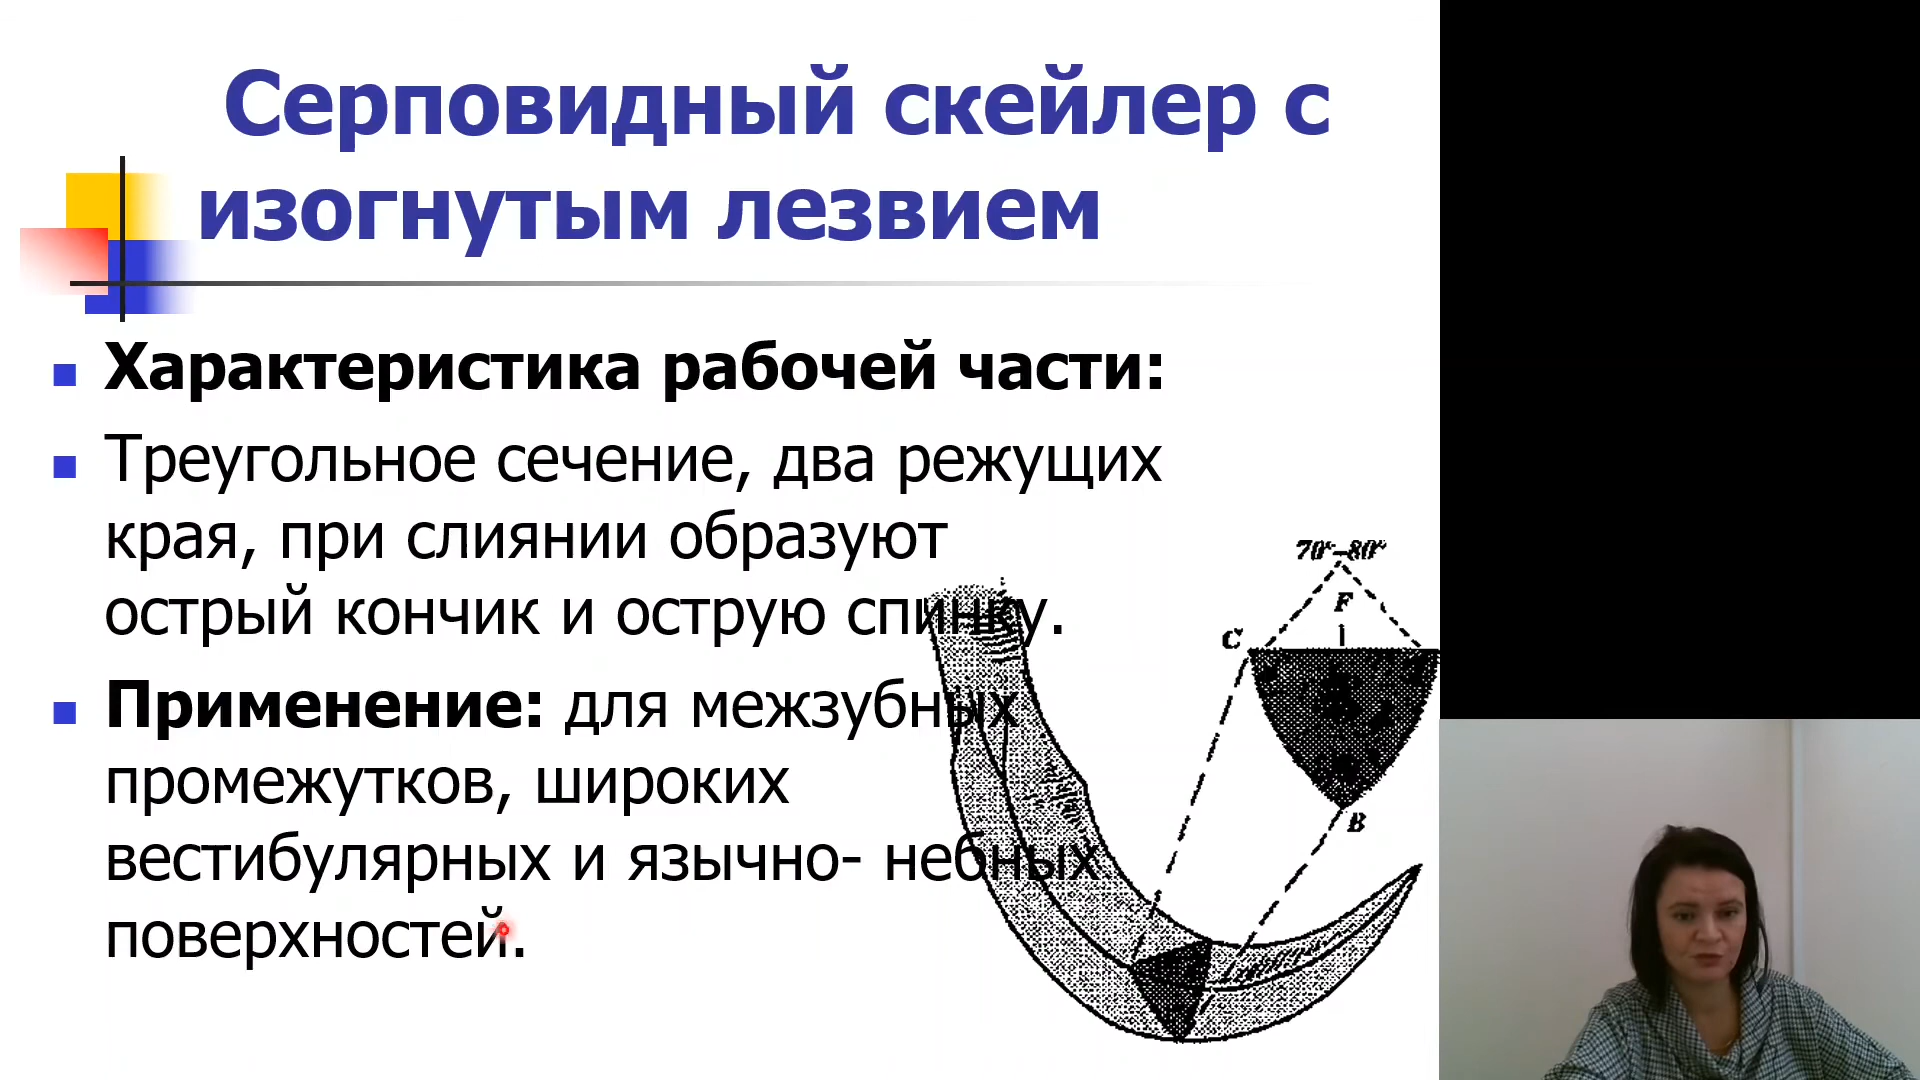 Серповидный скейлер с
изогнутым лезвием
Характеристика рабочей части:
Треугольное сечение, два режущих
края, при слиянии образуют
острый кончик и острую спинку.
Применение: для межзубных
промежутков, широких
вестибулярных и язычно- небных
поверхностей.
70°–80°
F
C
B